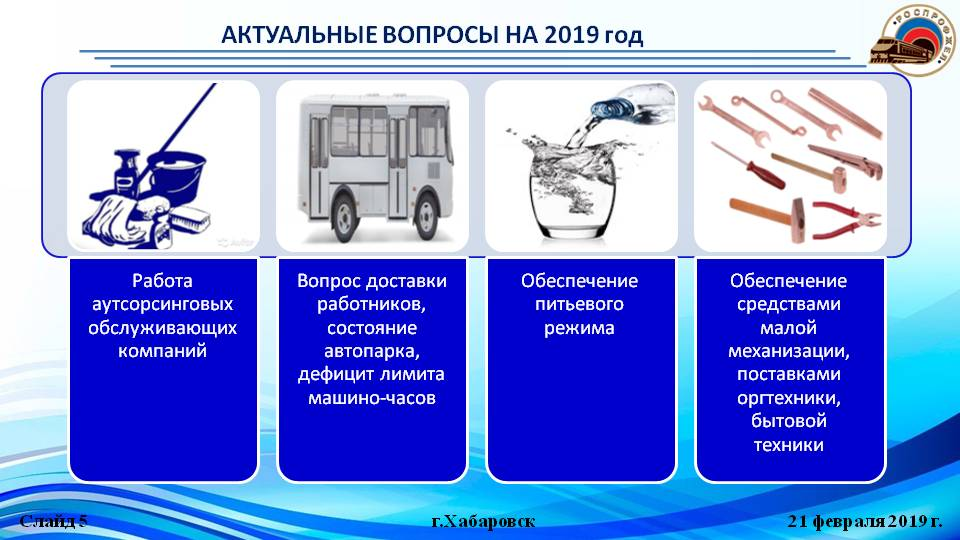 АКТУАЛЬНЫЕ ВОПРОСЫ НА 2019 год
РОСПРОФЖЕЛ
Avito
Работа
аутсорсинговых
обслуживающих
компаний
Вопрос доставки
работников,
состояние
автопарка,
дефицит лимита
машино-часов
Обеспечение
питьевого
режима
Обеспечение
средствами
малой
механизации,
поставками
оргтехники,
бытовой
техники
Слайд 5
г.Хабаровск
21 февраля 2019 г.